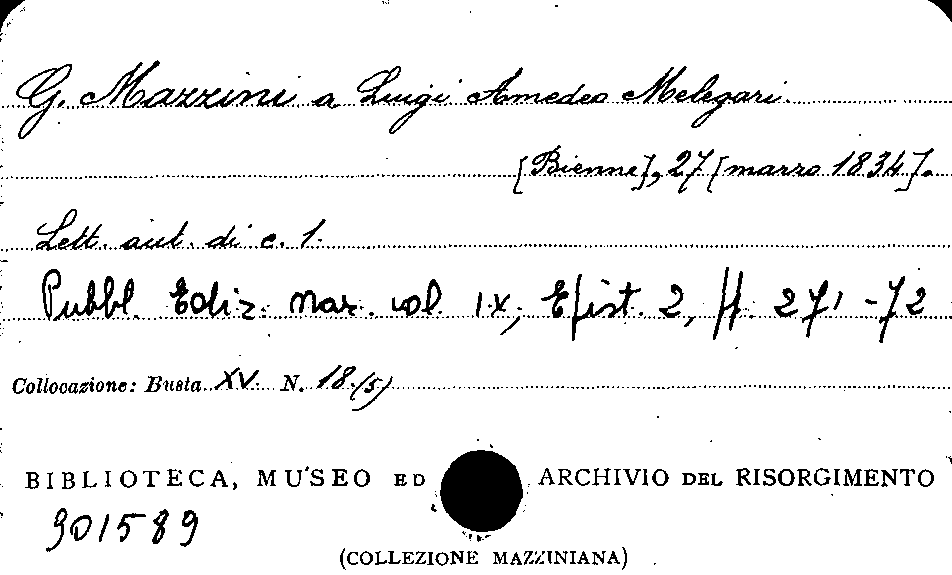 G. Mazzini a Luigi Amedeo Melegari.
[Bienne], 27 [marzo 1834].
Lett. aut. di c. 1.
Pubbl. Ediz. naz. vol. IX, Epist. 2, pp. 271-72
Collocazione: Busta XV. N. 18 (5)
BIBLIOTECA, MUSEO ED ARCHIVIO DEL RISORGIMENTO
901589
(COLLEZIONE MAZZINIANA)